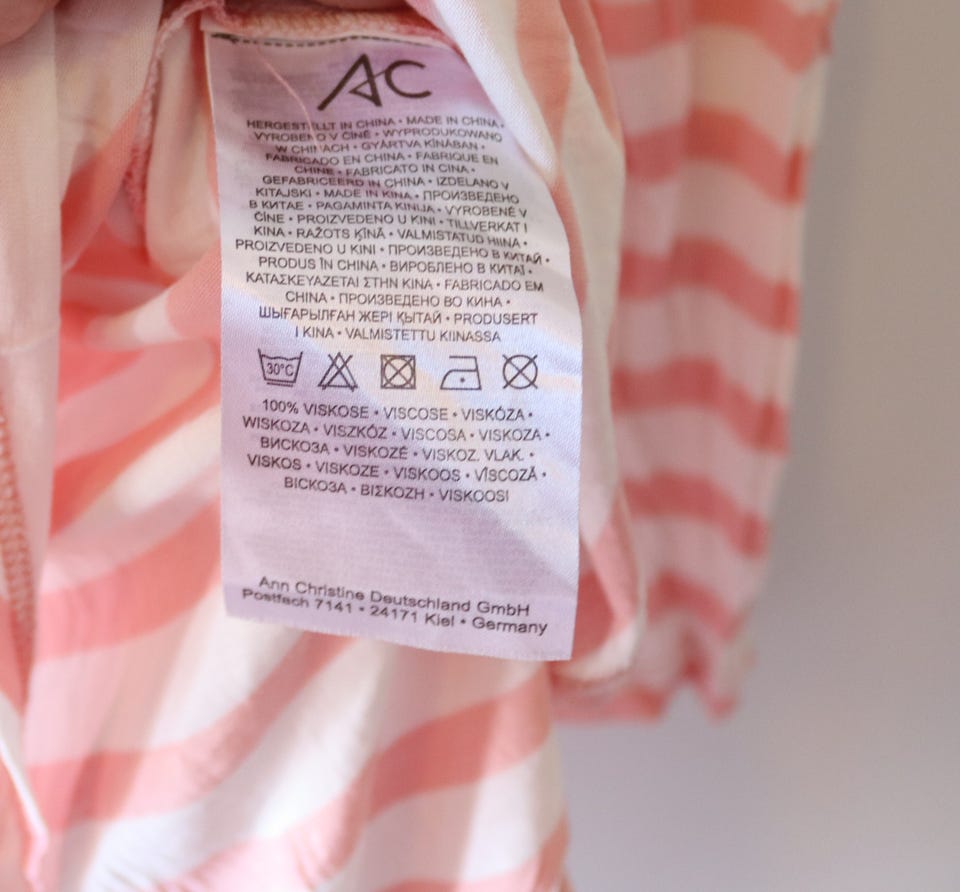 AC
HERGESTELLT IN CHINA • MADE IN CHINA •
VYROBENO V ČÍNĚ • WYPRODUKOWANO
W CHINACH • GYÁRTVA KÍNÁBAN •
FABRICADO EN CHINA • FABRIQUE EN
CHINE • FABRICATO IN CINA •
GEFABRICEERD IN CHINA • IZDELANO V
KITAJSKI • MADE IN KINA • ПРОИЗВЕДЕНО
В КИТАЕ • PAGAMINTA KINIJA • VYROBENÉ V
ČÍNE • PROIZVEDENO U KINI • TILLVERKAT I
KINA • RAŽOTS ĶĪNĀ • VALMISTATUD HIINA •
PROIZVEDENO U KINI • ПРОИЗВЕДЕНО В КИТАЙ •
PRODUS ÎN CHINA • ВИРОБЛЕНО В КИТАЇ •
ΚΑΤΑΣΚΕΥΑΖΕΤΑΙ ΣΤΗΝ ΚΙΝΑ • FABRICADO EM
CHINA • ПРОИЗВЕДЕНО ВО КИНА •
ШЫҒАРЫЛҒАН ЖЕРІ ҚЫТАЙ • PRODUSERT
I KINA • VALMISTETTU KIINASSA
30°C
100% VISKOSE • VISCOSE • VISKÓZA •
WISKOZA • VISZKÓZ • VISCOSA • VISKOZA •
ВИСКОЗА • VISKOZĖ • VISKOZ. VLAK. •
VISKOS • VISKOZE • VISKOOS • VÎSCOZĂ •
ВІСКОЗА • ΒΙΣΚΟΖΗ • VISKOOSI
Ann Christine Deutschland GmbH
Postfach 7141 • 24171 Kiel • Germany